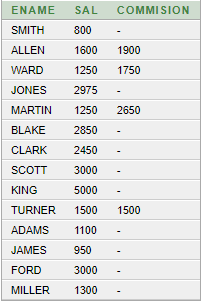 ENAME SAL COMMISION
SMITH 800 -
ALLEN 1600 1900
WARD 1250 1750
JONES 2975 -
MARTIN 1250 2650
BLAKE 2850 -
CLARK 2450 -
SCOTT 3000 -
KING 5000 -
TURNER 1500 1500
ADAMS 1100 -
JAMES 950 -
FORD 3000 -
MILLER 1300 -